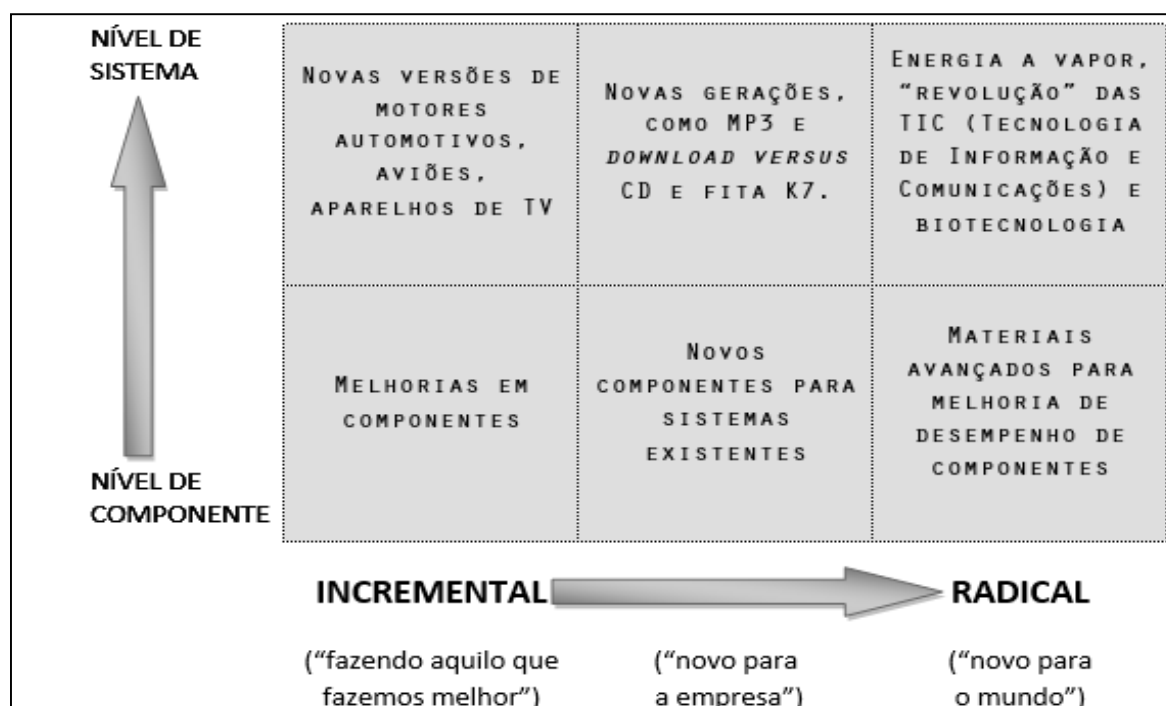 NÍVEL DE
SISTEMA
NOVAS VERSÕES DE
MOTORES
AUTOMOTIVOS,
AVIÕES,
APARELHOS DE TV
NOVAS GERAÇÕES,
COMO MP3 E
DOWNLOAD VERSUS
CD E FITA K7.
ENERGIA A VAPOR,
“REVOLUÇÃO” DAS
TIC (TECNOLOGIA
DE INFORMAÇÃO E
COMUNICAÇÕES) E
BIOTECNOLOGIA
MELHORIAS EM
COMPONENTES
NOVOS
COMPONENTES PARA
SISTEMAS
EXISTENTES
MATERIAIS
AVANÇADOS PARA
MELHORIA DE
DESEMPENHO DE
COMPONENTES
NÍVEL DE
COMPONENTE
INCREMENTAL
RADICAL
(“fazendo aquilo que
fazemos melhor”)
(“novo para
a empresa”)
(“novo para
o mundo”)